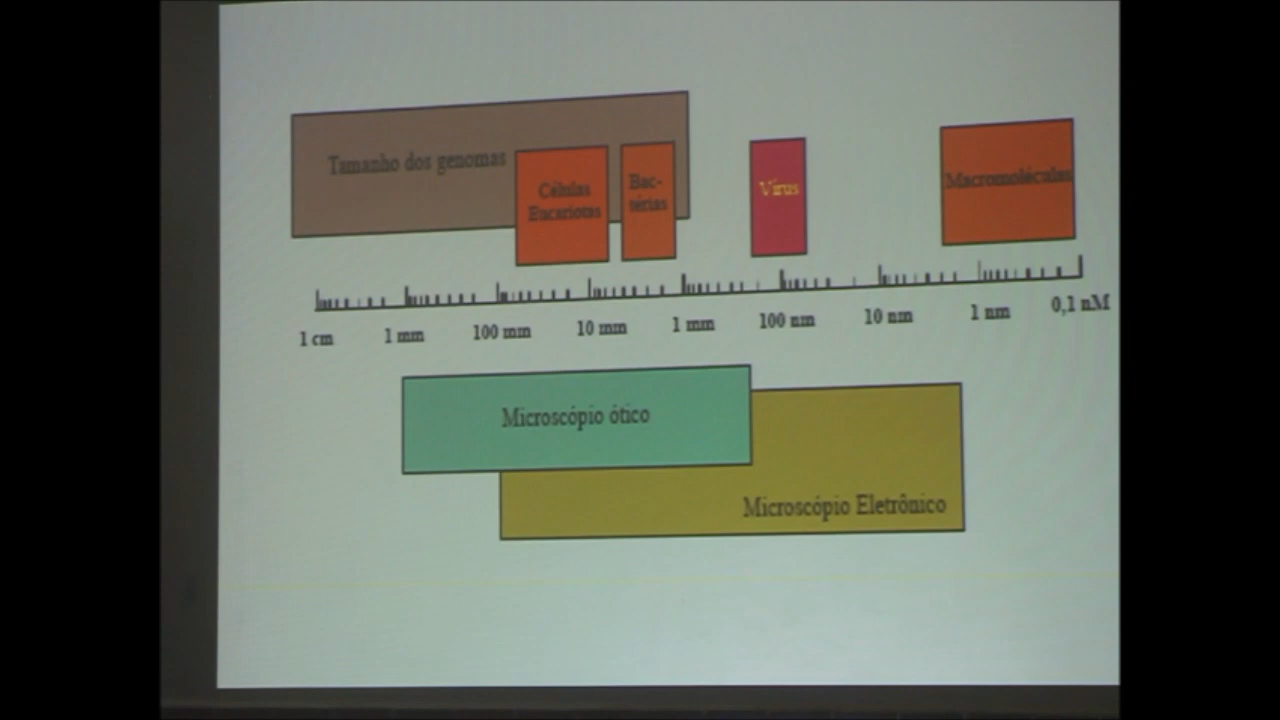 Tamanho dos genomas
Células
Eucariotas
Bac-
térias
Vírus
Macromoléculas
1 cm
1 mm
100 mm
10 mm
1 mm
100 nm
10 nm
1 nm
0,1 nM
Microscópio ótico
Microscópio Eletrônico